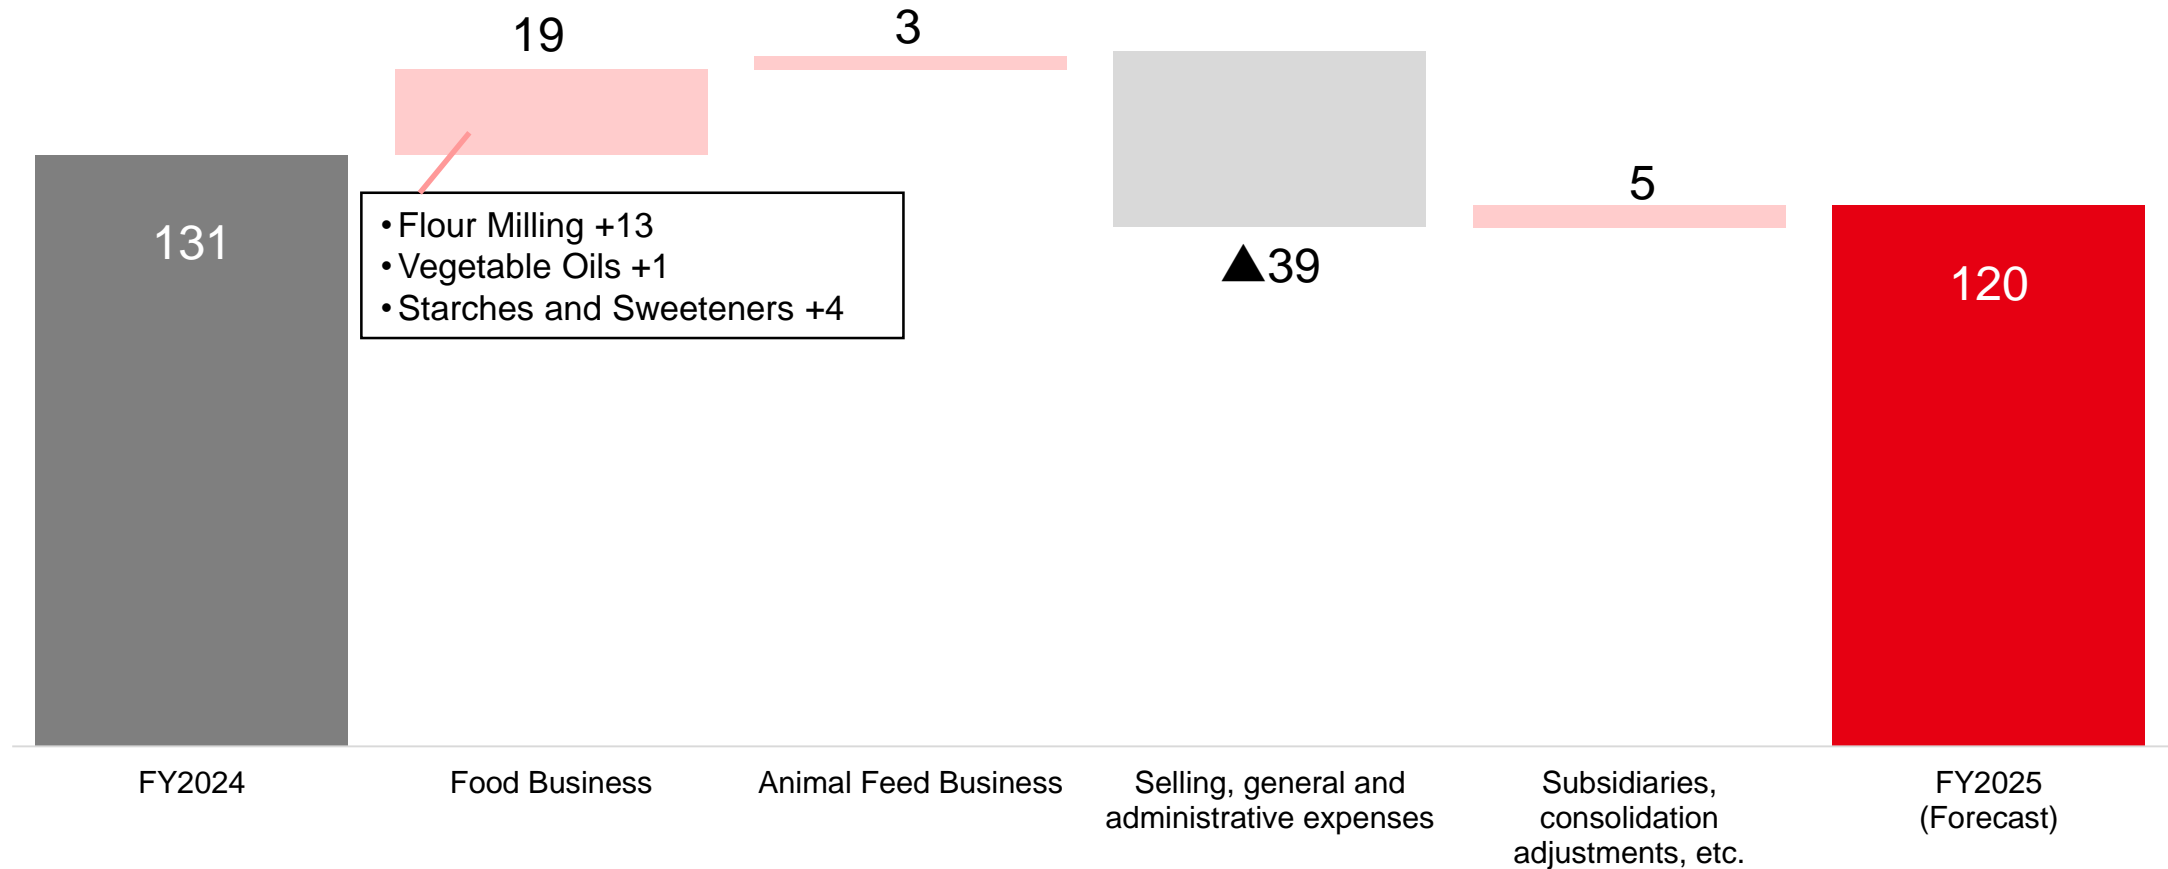 19
3
131
•Flour Milling +13
•Vegetable Oils +1
•Starches and Sweeteners +4
▲39
5
120
FY2024
Food Business
Animal Feed Business
Selling, general and
administrative expenses
Subsidiaries,
consolidation
adjustments, etc.
FY2025
(Forecast)